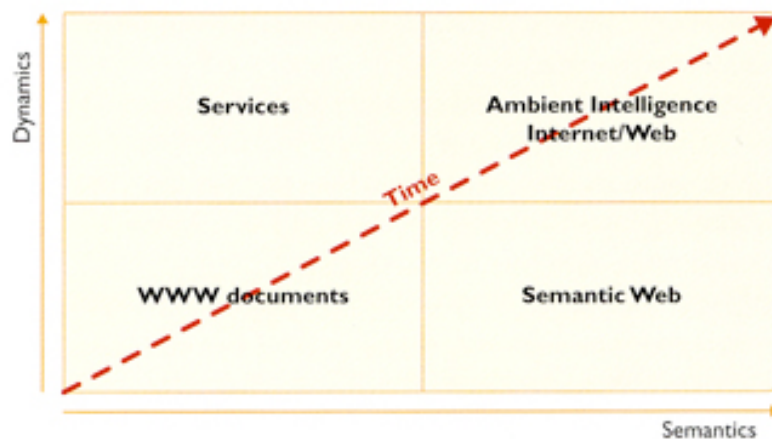 Dynamics
Services
Ambient Intelligence
Internet/Web
Time
WWW documents
Semantic Web
Semantics